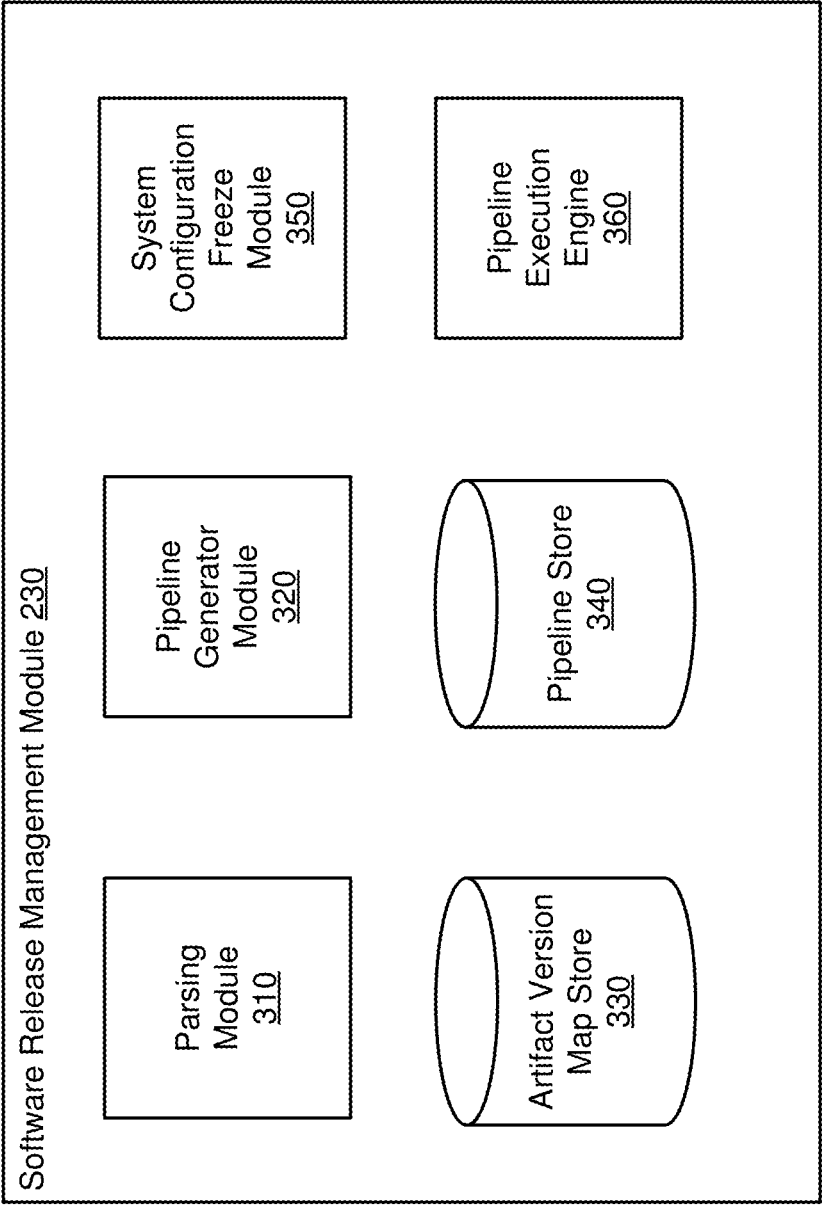 Software Release Management Module 230
Parsing
Module
310
Pipeline
Generator
Module
320
System
Configuration
Freeze
Module
350
Artifact Version
Map Store
330
Pipeline Store
340
Pipeline
Execution
Engine
360